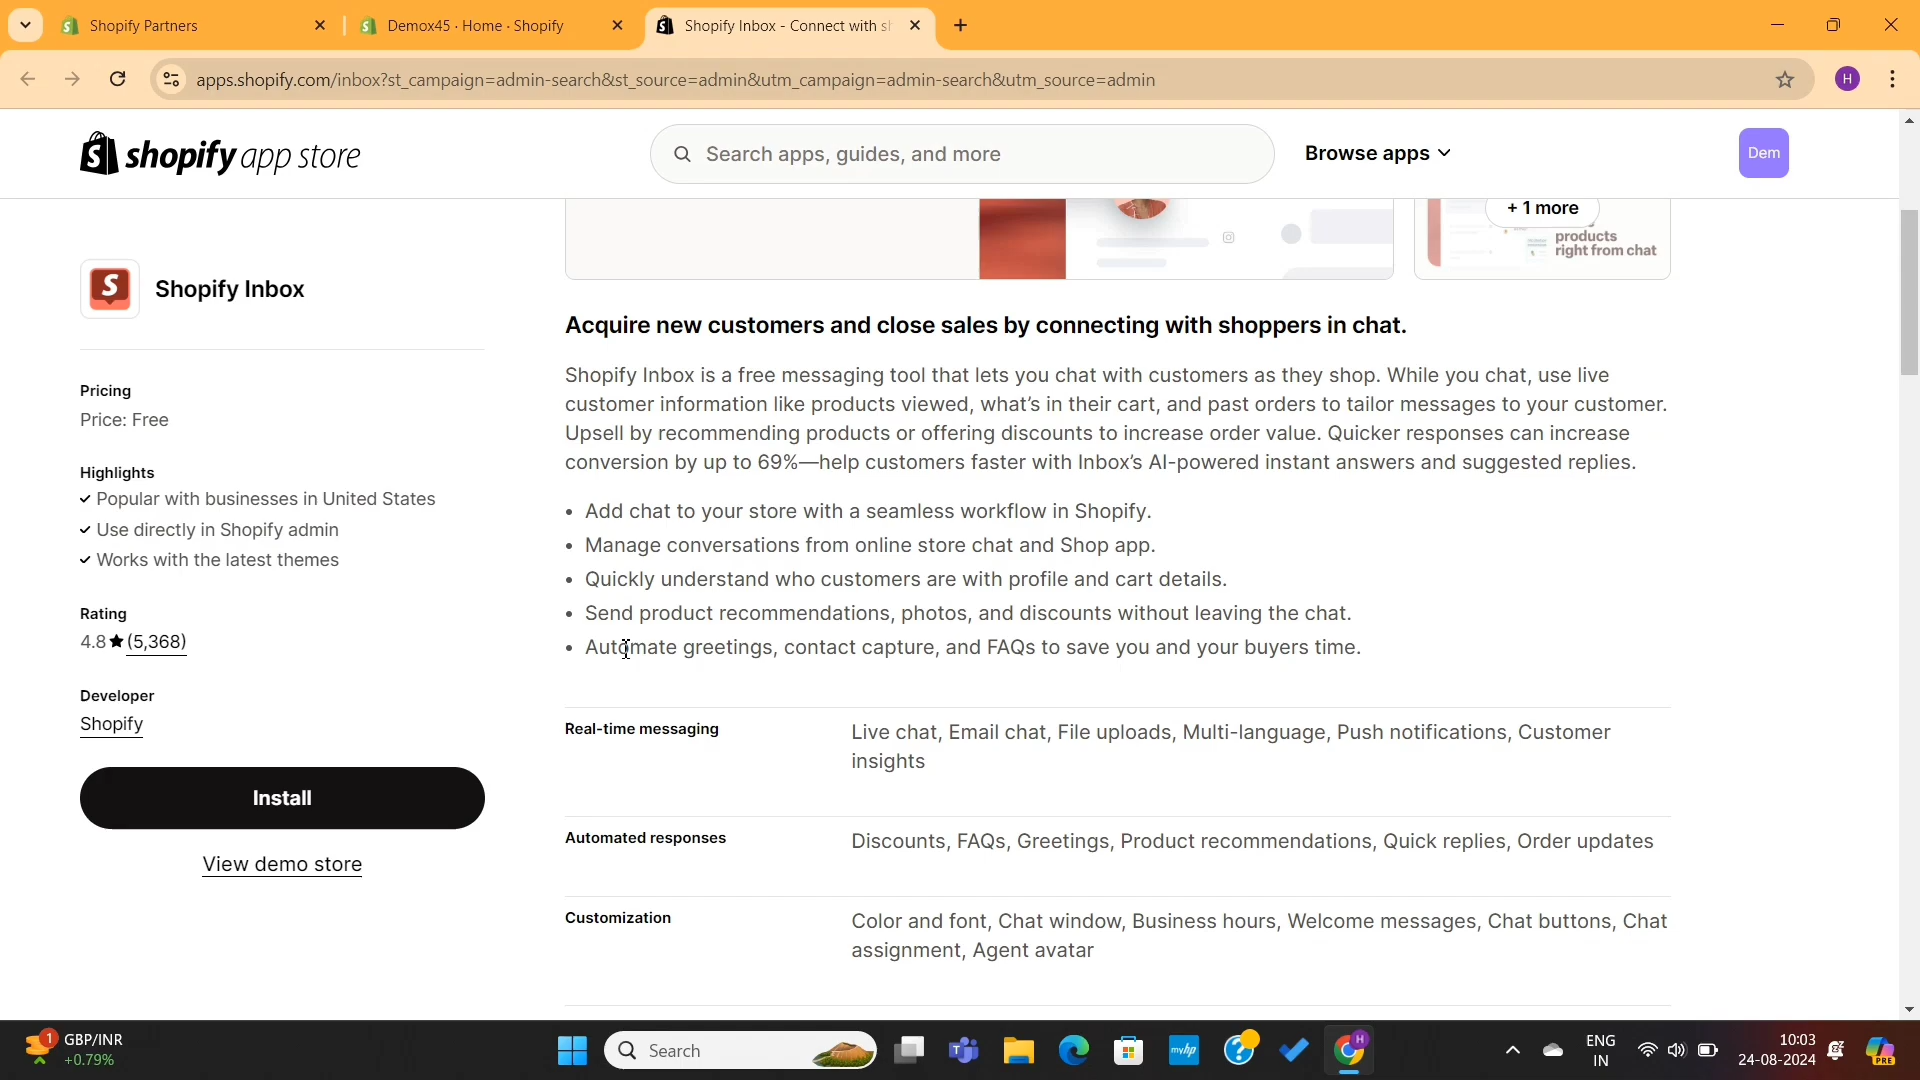 Shopify Partners
Demox45 · Home · Shopify
Shopify Inbox - Connect with sh
apps.shopify.com/inbox?st_campaign=admin-search&st_source=admin&utm_campaign=admin-search&utm_source=admin
H
shopify app store
Search apps, guides, and more
Browse apps
Dem
+ 1 more
products
right from chat
Shopify Inbox
Pricing
Price: Free
Highlights
Popular with businesses in United States
Use directly in Shopify admin
Works with the latest themes
Rating
4.8★(5,368)
Developer
Shopify
Install
View demo store
Acquire new customers and close sales by connecting with shoppers in chat.
Shopify Inbox is a free messaging tool that lets you chat with customers as they shop. While you chat, use live
customer information like products viewed, what's in their cart, and past orders to tailor messages to your customer.
Upsell by recommending products or offering discounts to increase order value. Quicker responses can increase
conversion by up to 69%—help customers faster with Inbox's AI-powered instant answers and suggested replies.
• Add chat to your store with a seamless workflow in Shopify.
• Manage conversations from online store chat and Shop app.
• Quickly understand who customers are with profile and cart details.
• Send product recommendations, photos, and discounts without leaving the chat.
• Automate greetings, contact capture, and FAQs to save you and your buyers time.
Real-time messaging
Live chat, Email chat, File uploads, Multi-language, Push notifications, Customer
insights
Automated responses
Discounts, FAQs, Greetings, Product recommendations, Quick replies, Order updates
Customization
Color and font, Chat window, Business hours, Welcome messages, Chat buttons, Chat
assignment, Agent avatar
1
GBP/INR
+0.79%
Search
myhp
H
ENG
IN
10:03
24-08-2024
PRE